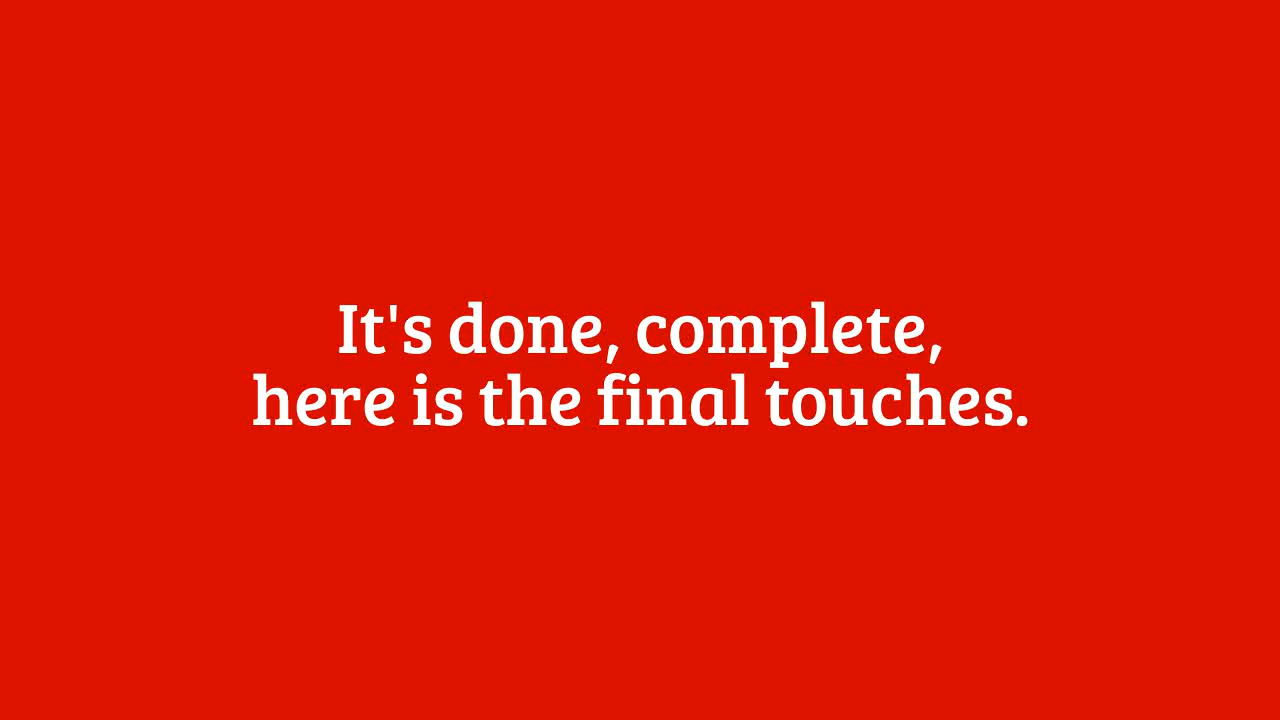 It's done, complete,
here is the final touches.